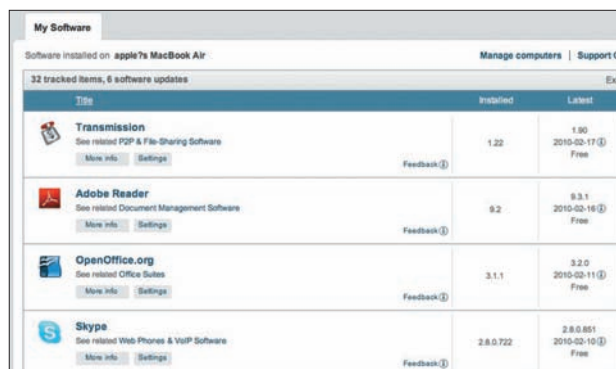 My Software
Software installed on apple?s MacBook Air Manage computers | Support
32 tracked items, 6 software updates Ex
Title Installed Latest
Transmission
See related P2P & File-Sharing Software
More info Settings Feedback
1.22
1.90
2010-02-17
Free
Adobe Reader
See related Document Management Software
More info Settings Feedback
9.2
9.3.1
2010-02-16
Free
OpenOffice.org
See related Office Suites
More info Settings Feedback
3.1.1
3.2.0
2010-02-11
Free
Skype
See related Web Phones & VoIP Software
More info Settings Feedback
2.8.0.722
2.8.0.851
2010-02-10
Free